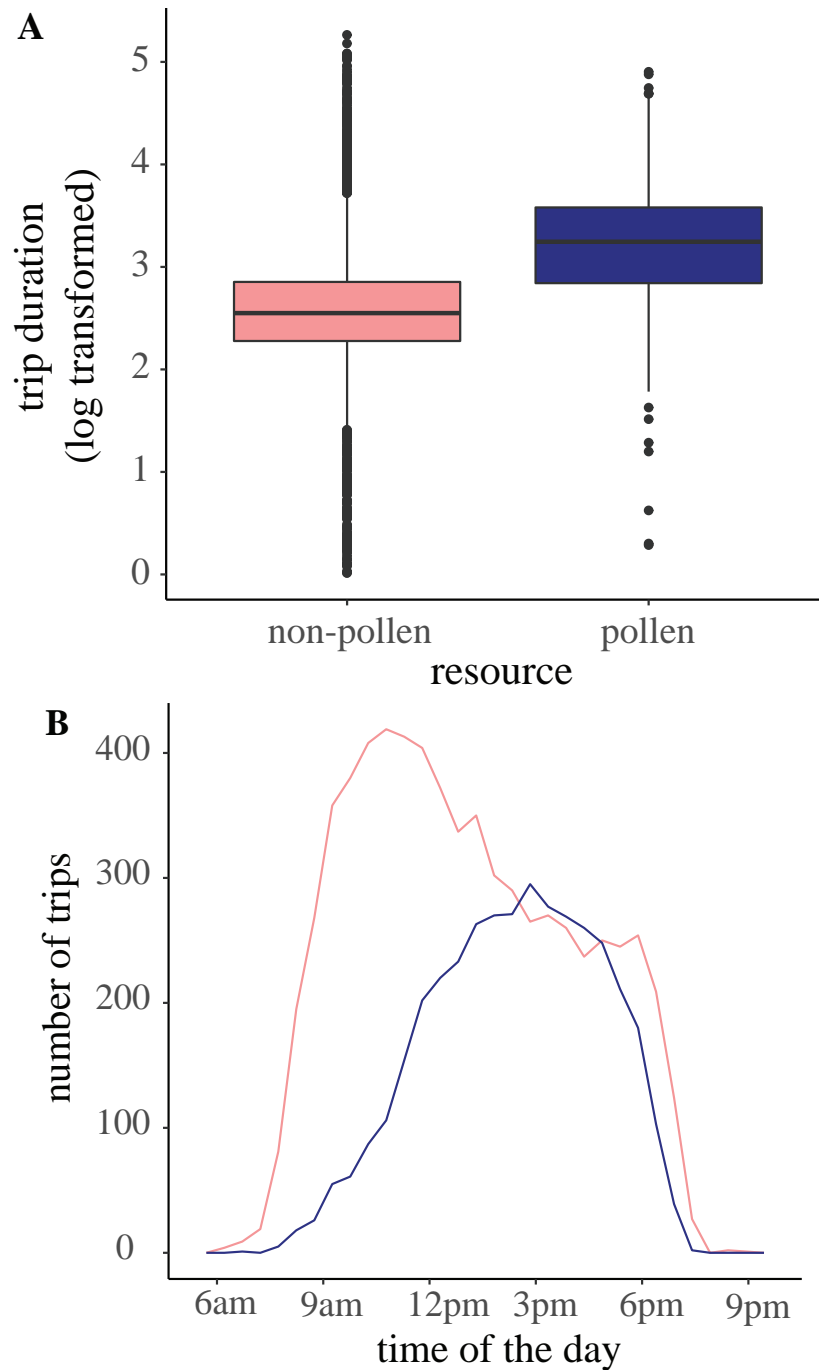 A
trip duration
(log transformed)
5
4
3
2
1
0
non-pollen
pollen
resource
B
number of trips
400
300
200
100
0
6am
9am
12pm
3pm
6pm
9pm
time of the day